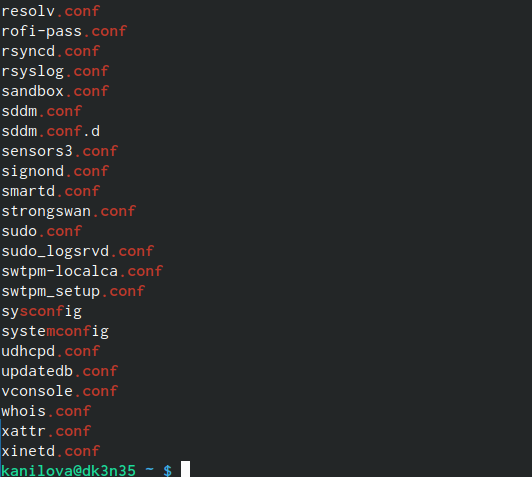 resolv.conf
rofi-pass.conf
rsyncd.conf
rsyslog.conf
sandbox.conf
sddm.conf
sddm.conf.d
sensors3.conf
signond.conf
smartd.conf
strongswan.conf
sudo.conf
sudo_logsrvd.conf
swtpm-localca.conf
swtpm_setup.conf
sysconfig
systemconfig
udhcpd.conf
updatedb.conf
vconsole.conf
whois.conf
xattr.conf
xinetd.conf
kanilova@dk3n35 ~ $